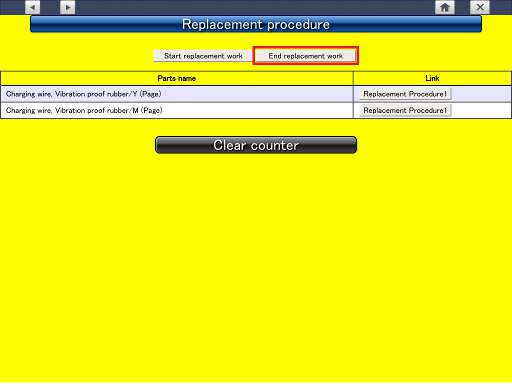 Replacement procedure
Start replacement work End replacement work
Parts name Link
Charging wire, Vibration proof rubber/Y (Page) Replacement Procedure1
Charging wire, Vibration proof rubber/M (Page) Replacement Procedure1
Clear counter